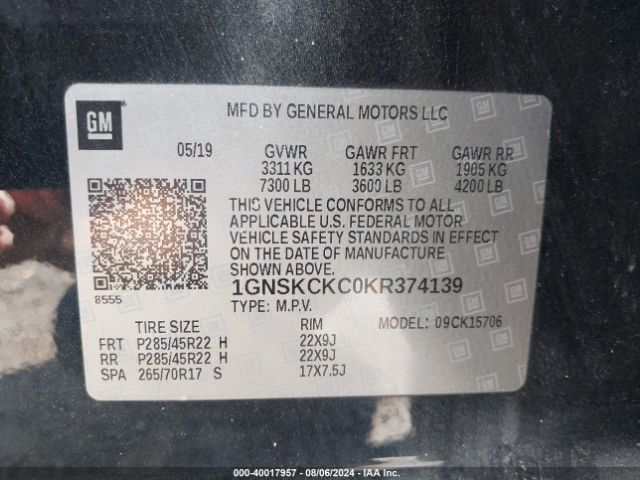 GM
MFD BY GENERAL MOTORS LLC
05/19 GVWR GAWR FRT GAWR RR
3311 KG 1633 KG 1905 KG
7300 LB 3600 LB 4200 LB
THIS VEHICLE CONFORMS TO ALL
APPLICABLE U.S. FEDERAL MOTOR
VEHICLE SAFETY STANDARDS IN EFFECT
ON THE DATE OF MANUFACTURE
SHOWN ABOVE.
8555
1GNSKCKC0KR374139
TYPE: M.P.V.
MODEL: 09CK15706
TIRE SIZE RIM
FRT P285/45R22 H 22X9J
RR P285/45R22 H 22X9J
SPA 265/70R17 S 17X7.5J
000-40017957 - 08/06/2024 - IAA Inc.